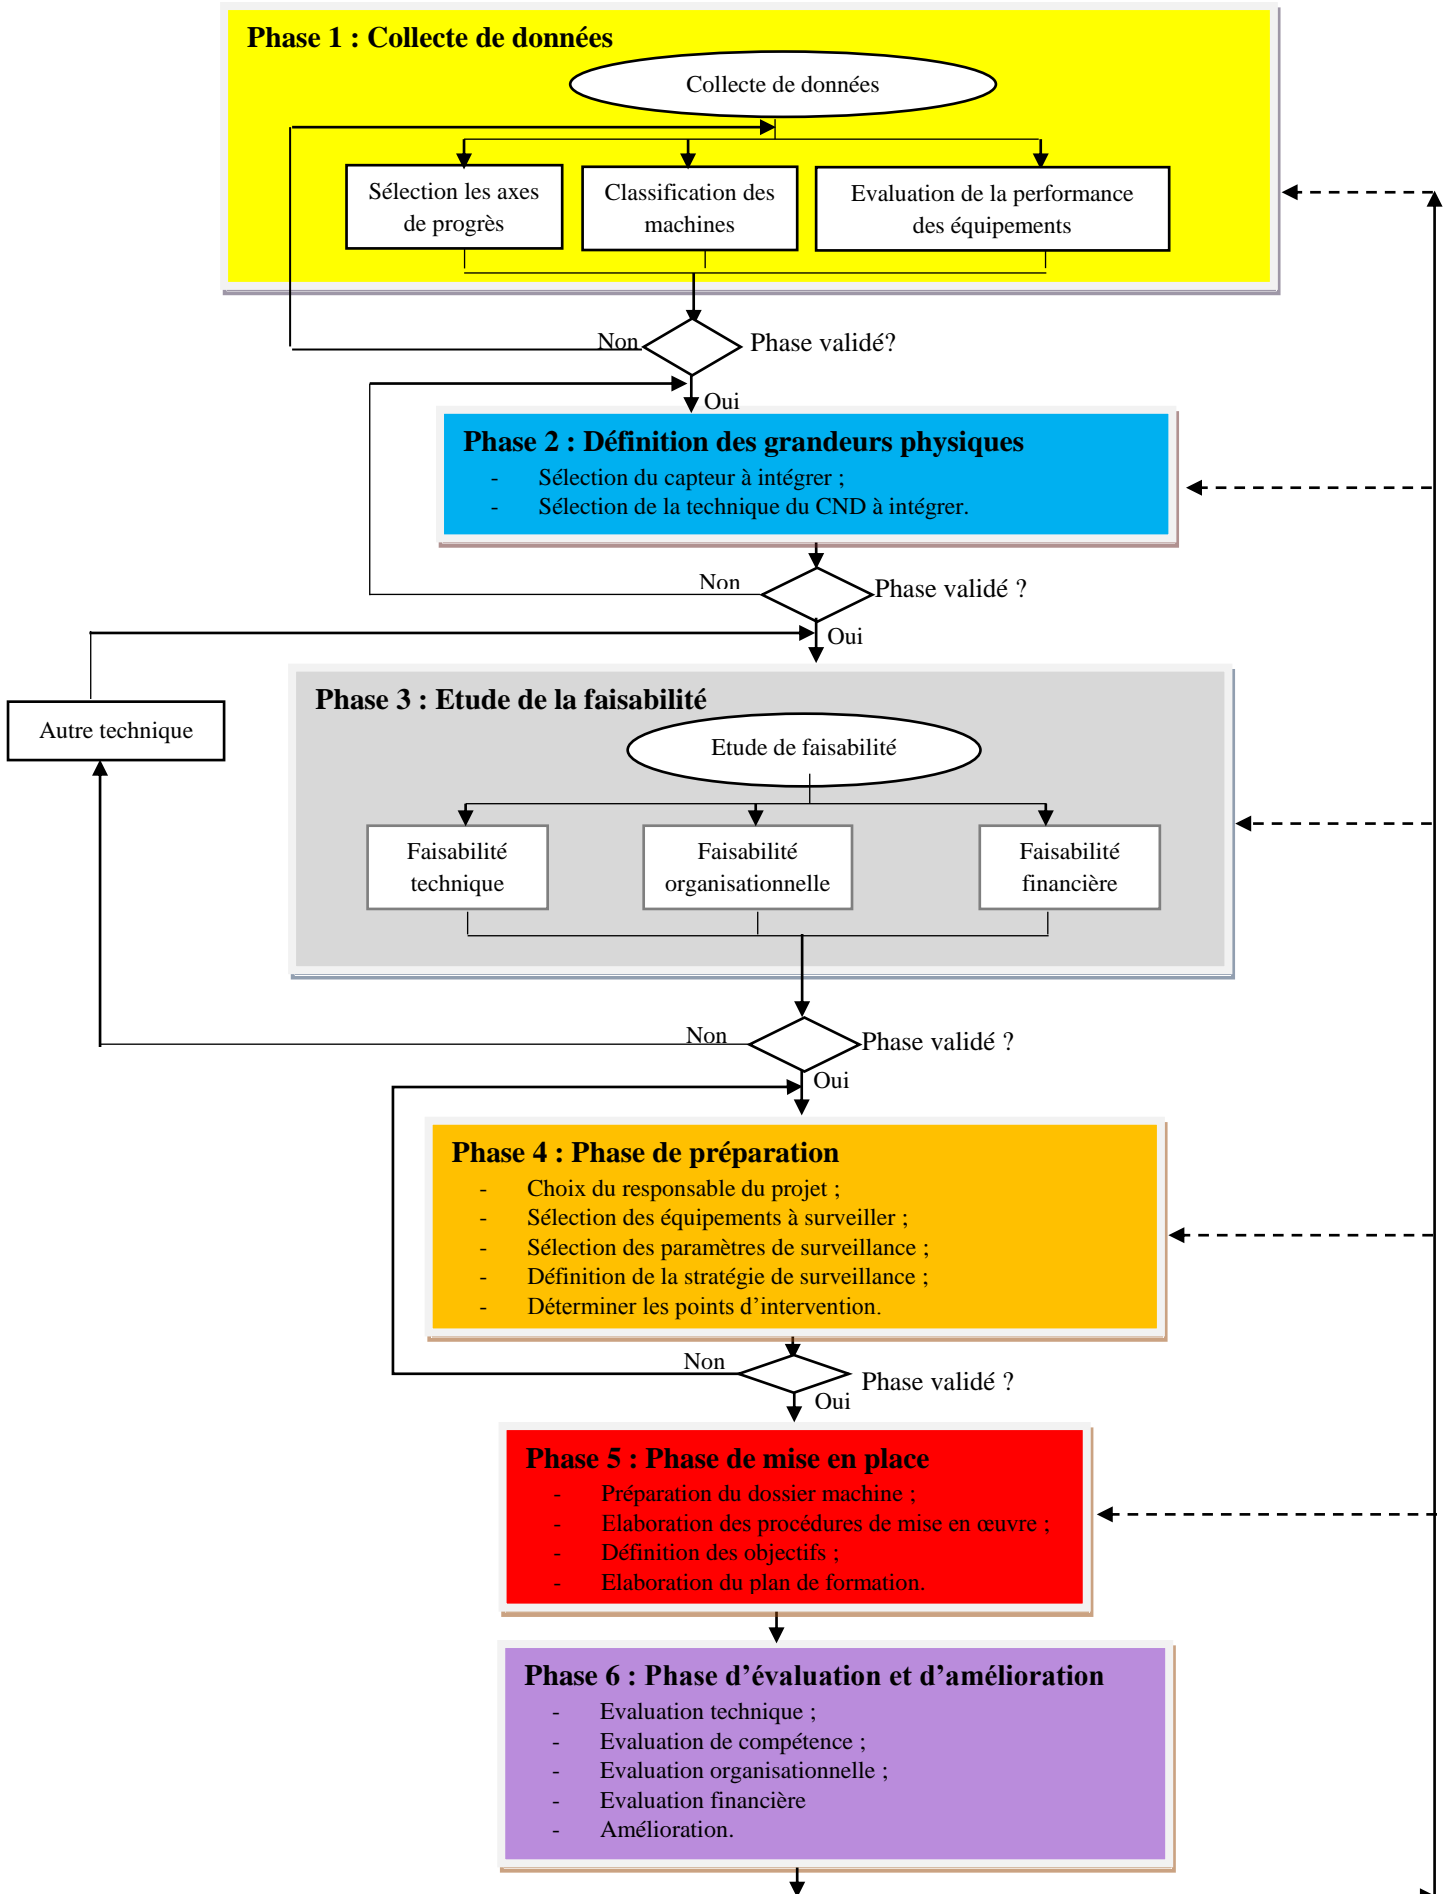 Phase 1 : Collecte de données
Collecte de données
Sélection les axes
de progrès
Classification des
machines
Evaluation de la performance
des équipements
Non
Phase validé?
Oui
Phase 2 : Définition des grandeurs physiques
- Sélection du capteur à intégrer ;
- Sélection de la technique du CND à intégrer.
Non
Phase validé ?
Oui
Autre technique
Phase 3 : Etude de la faisabilité
Etude de faisabilité
Faisabilité
technique
Faisabilité
organisationnelle
Faisabilité
financière
Non
Phase validé ?
Oui
Phase 4 : Phase de préparation
- Choix du responsable du projet ;
- Sélection des équipements à surveiller ;
- Sélection des paramètres de surveillance ;
- Définition de la stratégie de surveillance ;
- Déterminer les points d’intervention.
Non
Phase validé ?
Oui
Phase 5 : Phase de mise en place
- Préparation du dossier machine ;
- Elaboration des procédures de mise en œuvre ;
- Définition des objectifs ;
- Elaboration du plan de formation.
Phase 6 : Phase d’évaluation et d’amélioration
- Evaluation technique ;
- Evaluation de compétence ;
- Evaluation organisationnelle ;
- Evaluation financière
- Amélioration.